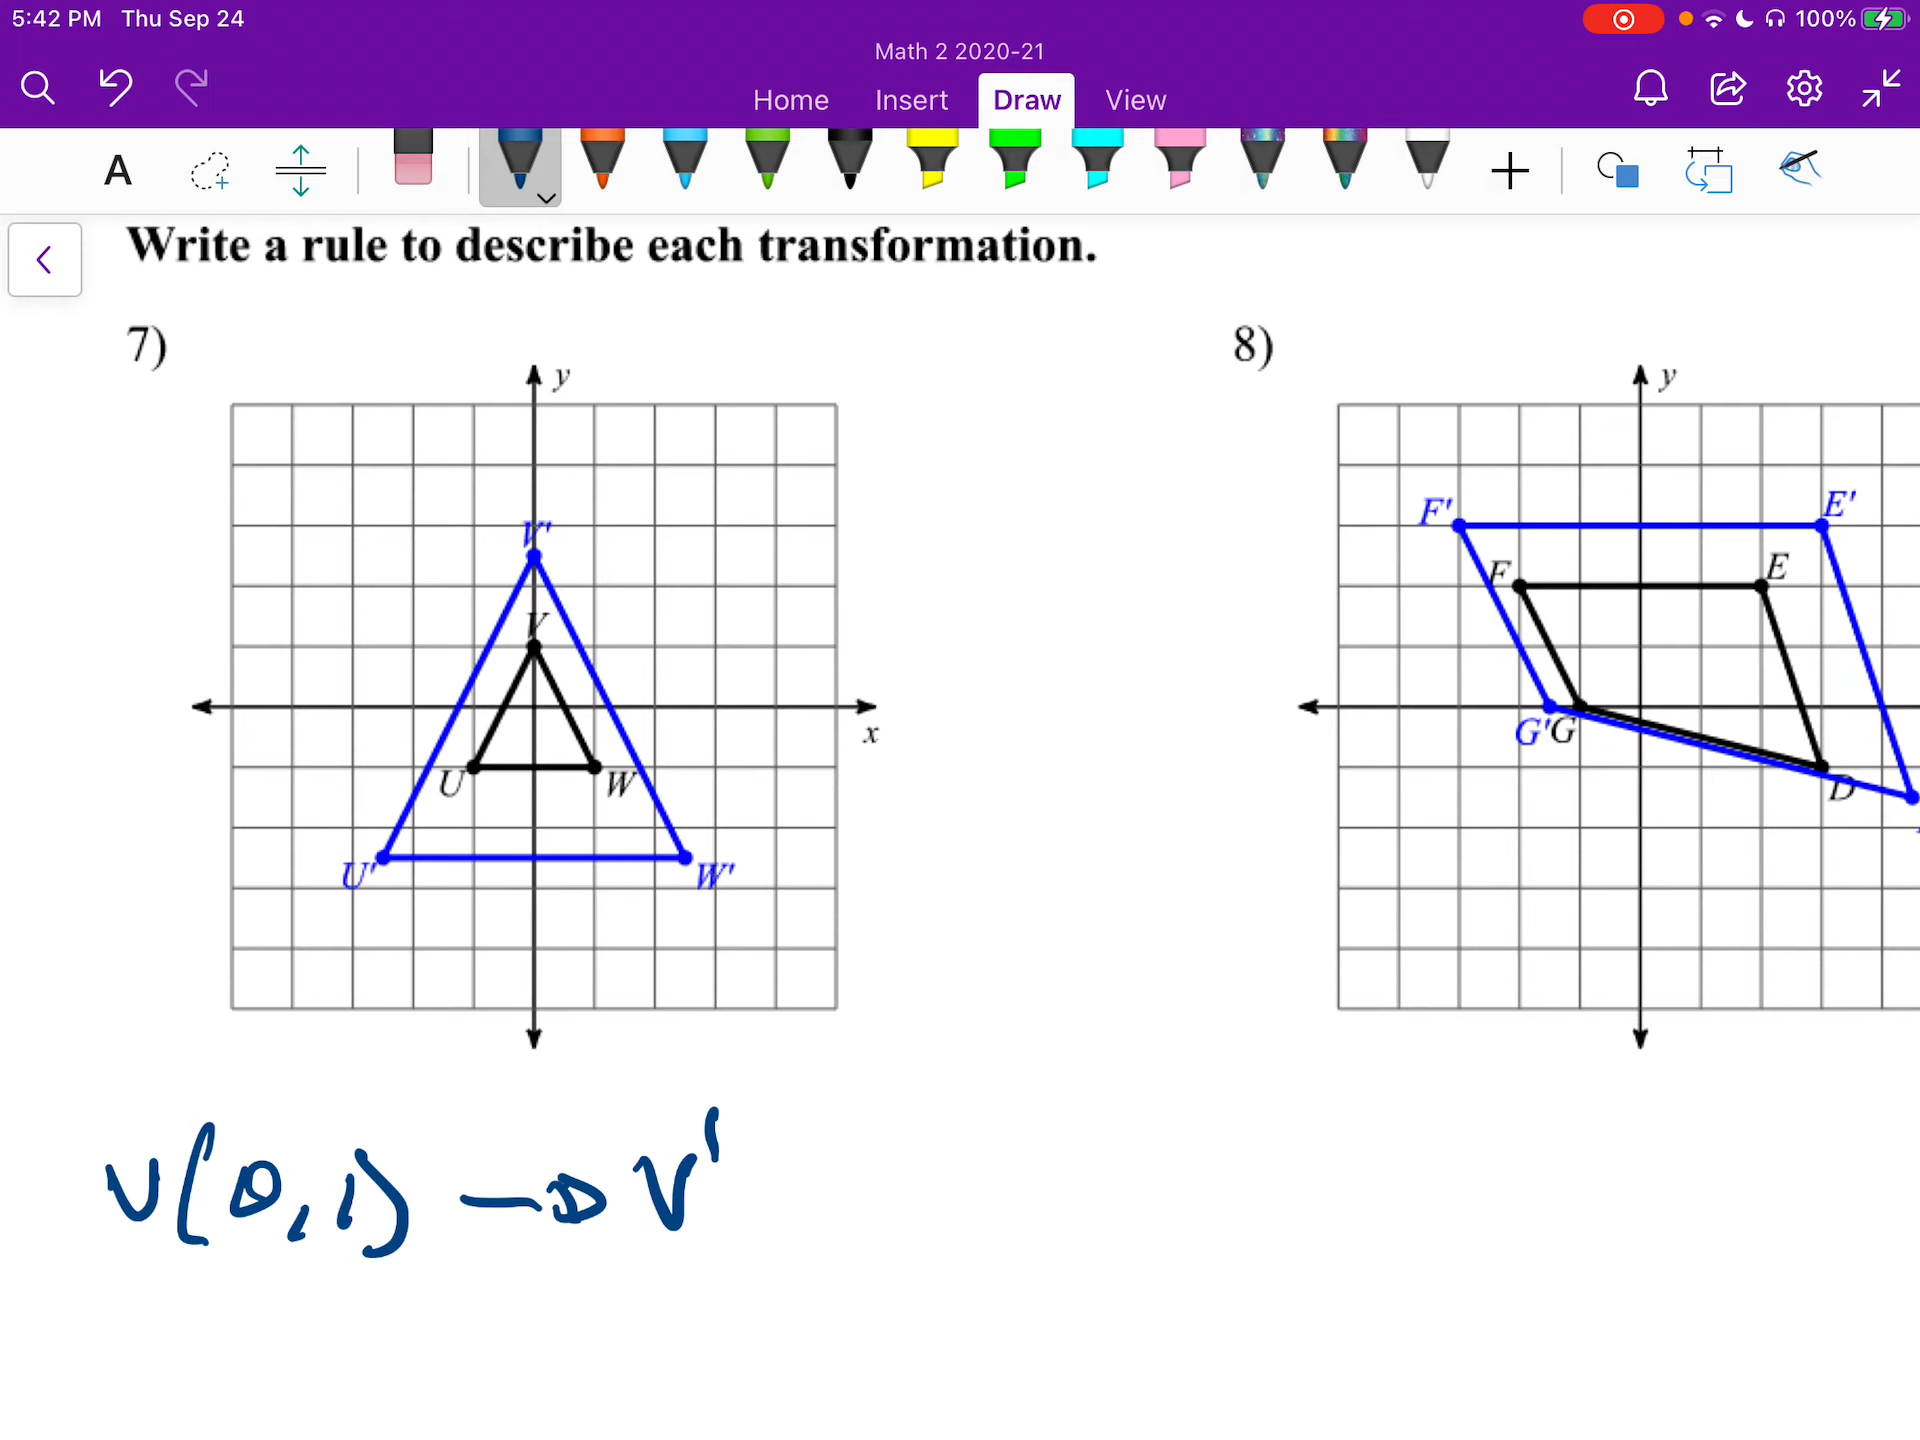 5:42 PM Thu Sep 24
100%
Math 2 2020-21
Home Insert Draw View
A
Write a rule to describe each transformation.
7)
8)
y
y
V'
F'
E'
V
F
E
x
G'
G
U
W
D
U'
W'
V(0,1) → V'